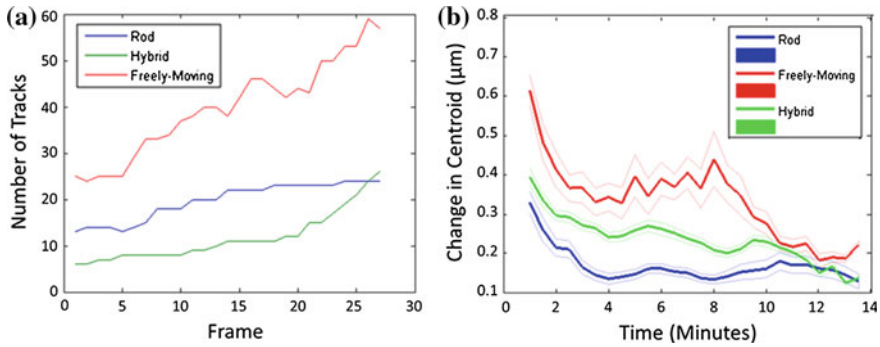 (a)
Number of Tracks
60
50
40
30
20
10
0
Rod
Hybrid
Freely-Moving
0 5 10 15 20 25 30
Frame
(b)
Change in Centroid (µm)
0.8
0.7
0.6
0.5
0.4
0.3
0.2
0.1
Rod
Freely-Moving
Hybrid
0 2 4 6 8 10 12 14
Time (Minutes)